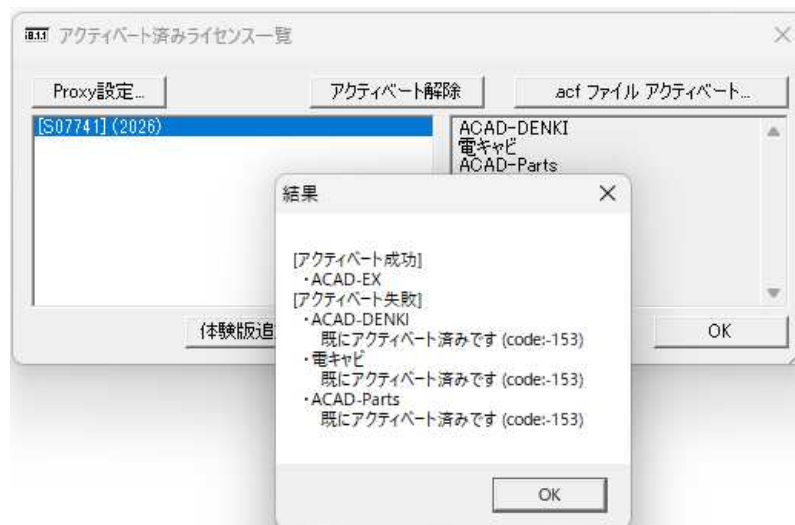 アクティベート済みライセンス一覧
Proxy設定...
アクティベート解除
.acf ファイル アクティベート...
[S07741] (2026)
ACAD-DENKI
電キャビ
ACAD-Parts
結果
[アクティベート成功]
・ACAD-EX
[アクティベート失敗]
・ACAD-DENKI
既にアクティベート済みです (code:-153)
・電キャビ
既にアクティベート済みです (code:-153)
・ACAD-Parts
既にアクティベート済みです (code:-153)
体験版追
OK
OK